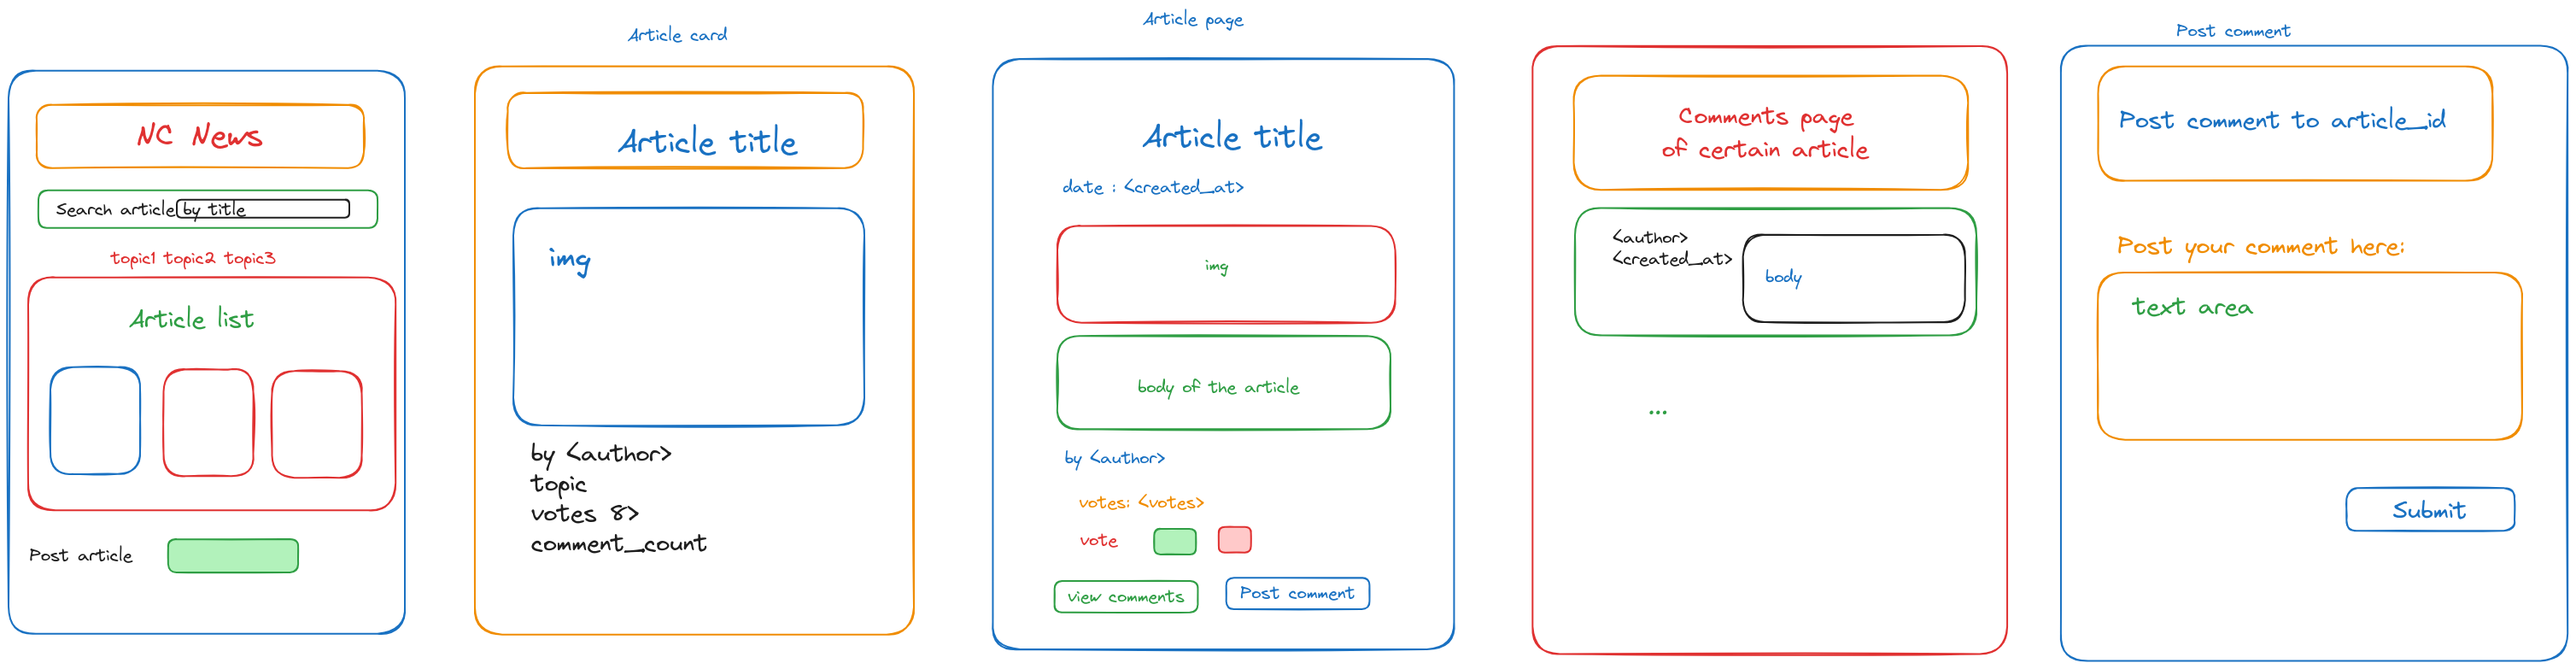 NC News
Search article by title
topic1 topic2 topic3
Article list
Post article
Article card
Article title
img
by <author>
topic
votes 8>
comment_count
Article page
Article title
date : <created_at>
img
body of the article
by <author>
votes: <votes>
vote
view comments
Post comment
Comments page
of certain article
<author>
<created_at>
body
...
Post comment
Post comment to article_id
Post your comment here:
text area
Submit